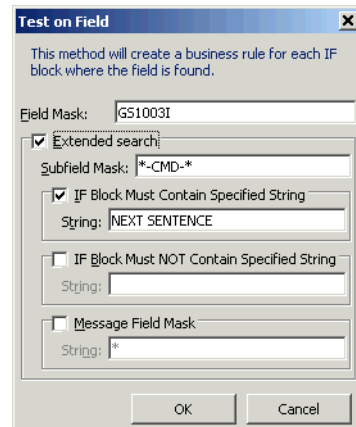 Test on Field
This method will create a business rule for each IF
block where the field is found.
Field Mask: GS1003I
Extended search
Subfield Mask: *-CMD-*
IF Block Must Contain Specified String
String: NEXT SENTENCE
IF Block Must NOT Contain Specified String
String:
Message Field Mask
String: *
OK Cancel